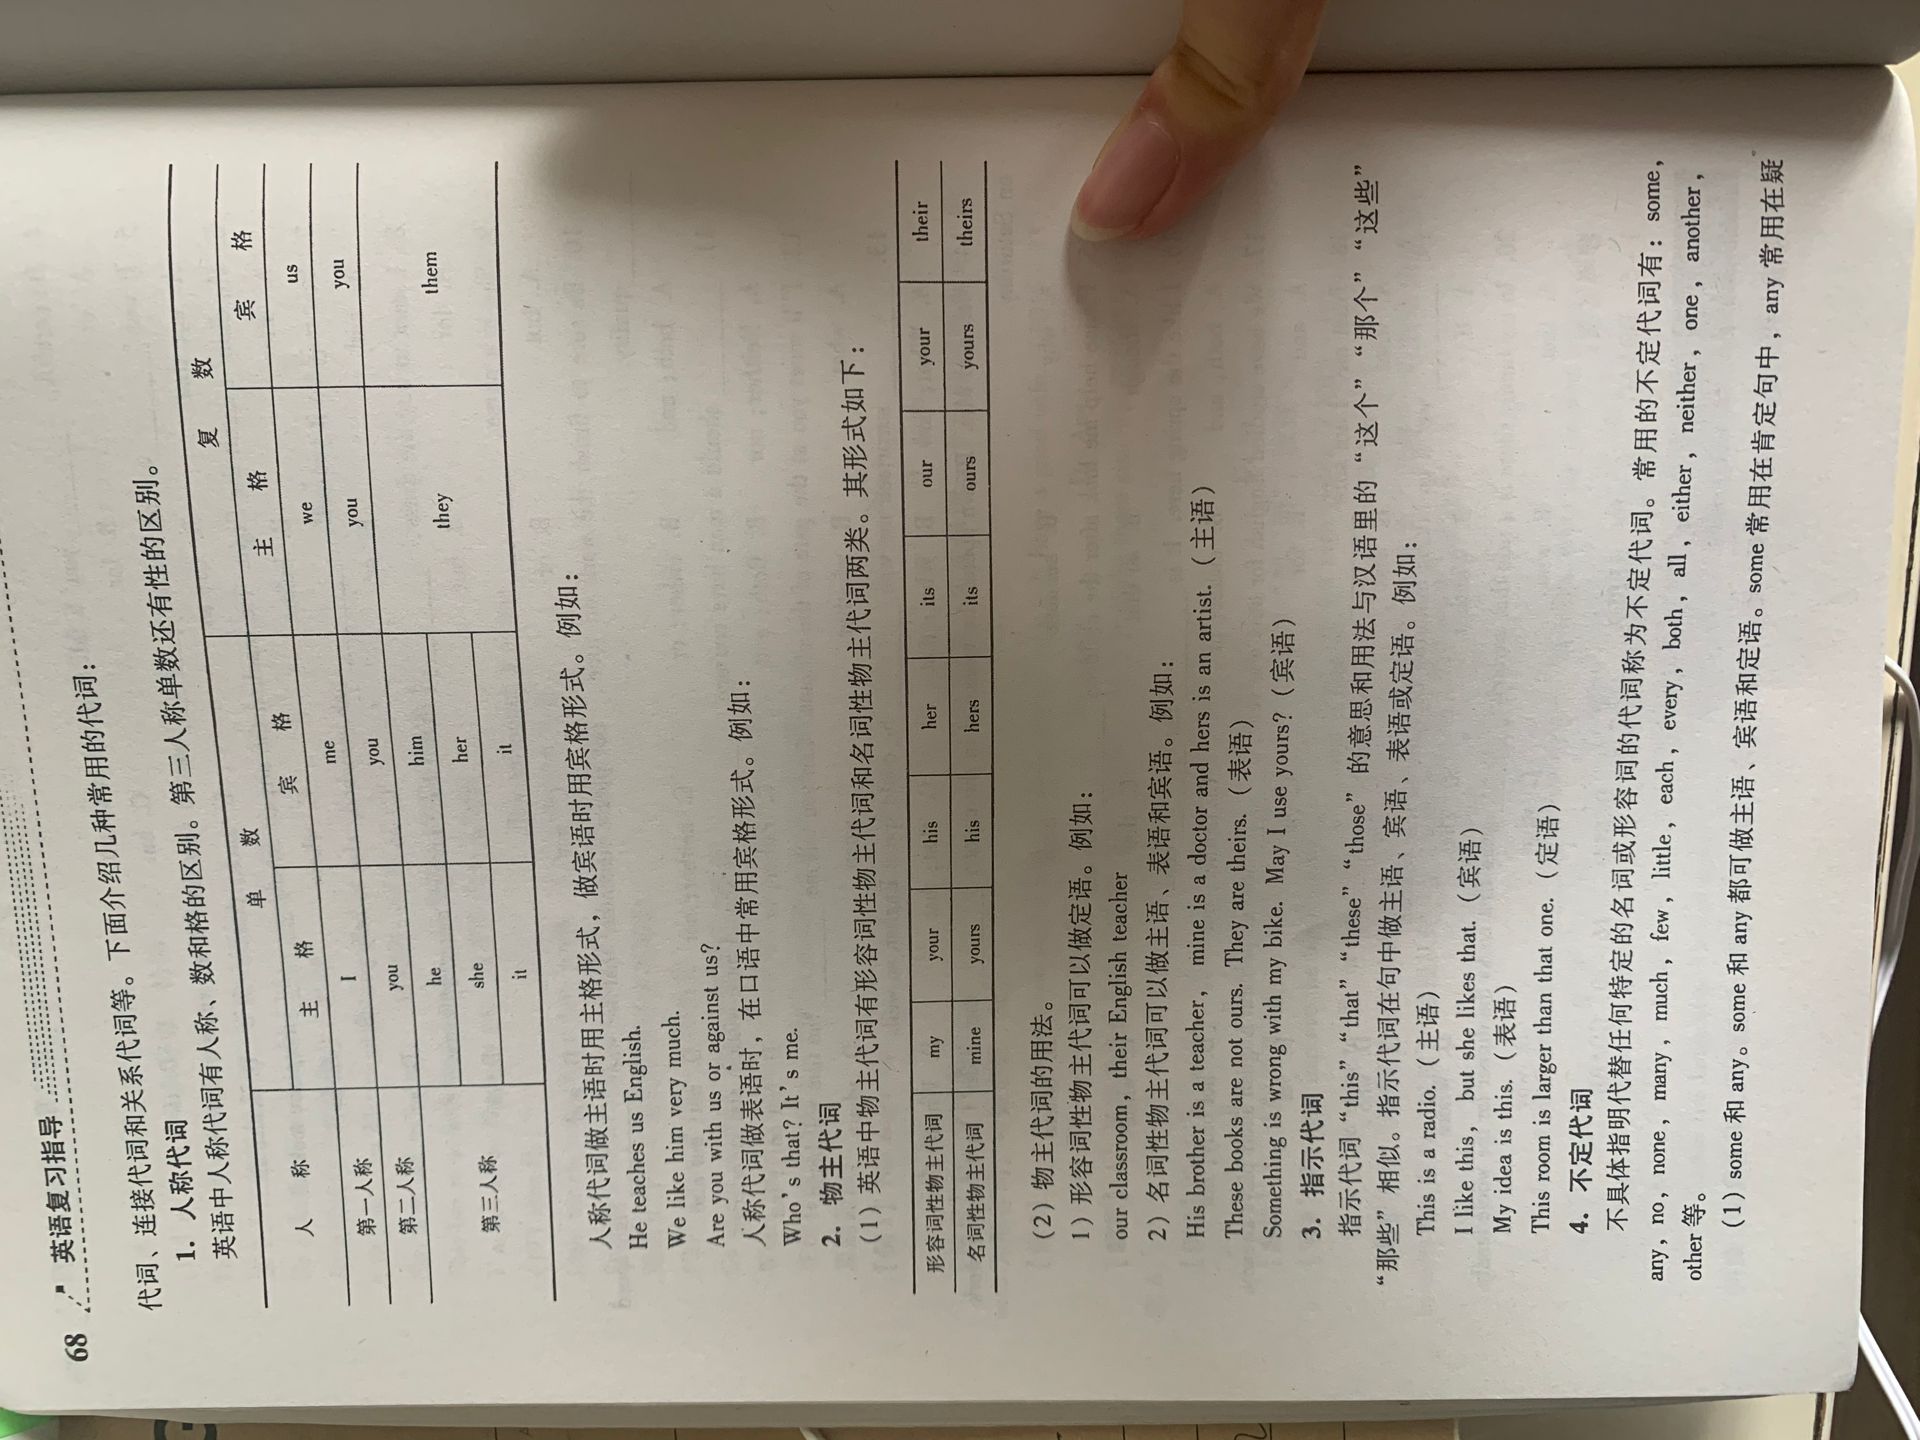 68 英语复习指导
代词、连接代词和关系代词等。下面介绍几种常用的代词：
1. 人称代词
英语中人称代词有人称、数和格的区别。第三人称单数还有性的区别。
人 称 单 数 复 数
主 格 宾 格 主 格 宾 格
第一人称 I me we us
第二人称 you you you you
第三人称 he him they them
she her
it it
人称代词做主语时用主格形式，做宾语时用宾格形式。例如：
He teaches us English.
We like him very much.
Are you with us or against us?
人称代词做表语时，在口语中常用宾格形式。例如：
Who's that? It's me.
2. 物主代词
(1) 英语中物主代词有形容词性物主代词和名词性物主代词两类。其形式如下：
形容词性物主代词 my your his her its our your their
名词性物主代词 mine yours his hers its ours yours theirs
(2) 物主代词的用法。
1) 形容词性物主代词可以做定语。例如：
our classroom, their English teacher
2) 名词性物主代词可以做主语、表语和宾语。例如：
His brother is a teacher, mine is a doctor and hers is an artist. (主语)
These books are not ours. They are theirs. (表语)
Something is wrong with my bike. May I use yours? (宾语)
3. 指示代词
指示代词“this”“that”“these”“those”的意思和用法与汉语里的“这个”“那个”“这些”
“那些”相似。指示代词在句中做主语、宾语、表语或定语。例如：
This is a radio. (主语)
I like this, but she likes that. (宾语)
My idea is this. (表语)
This room is larger than that one. (定语)
4. 不定代词
不具体指明代替任何特定的名词或形容词的代词称为不定代词。常用的不定代词有：some,
any, no, none, many, much, few, little, each, every, both, all, either, neither, one, another,
other 等。
(1) some 和 any。some 和 any 都可做主语、宾语和定语。some 常用在肯定句中，any 常用在疑